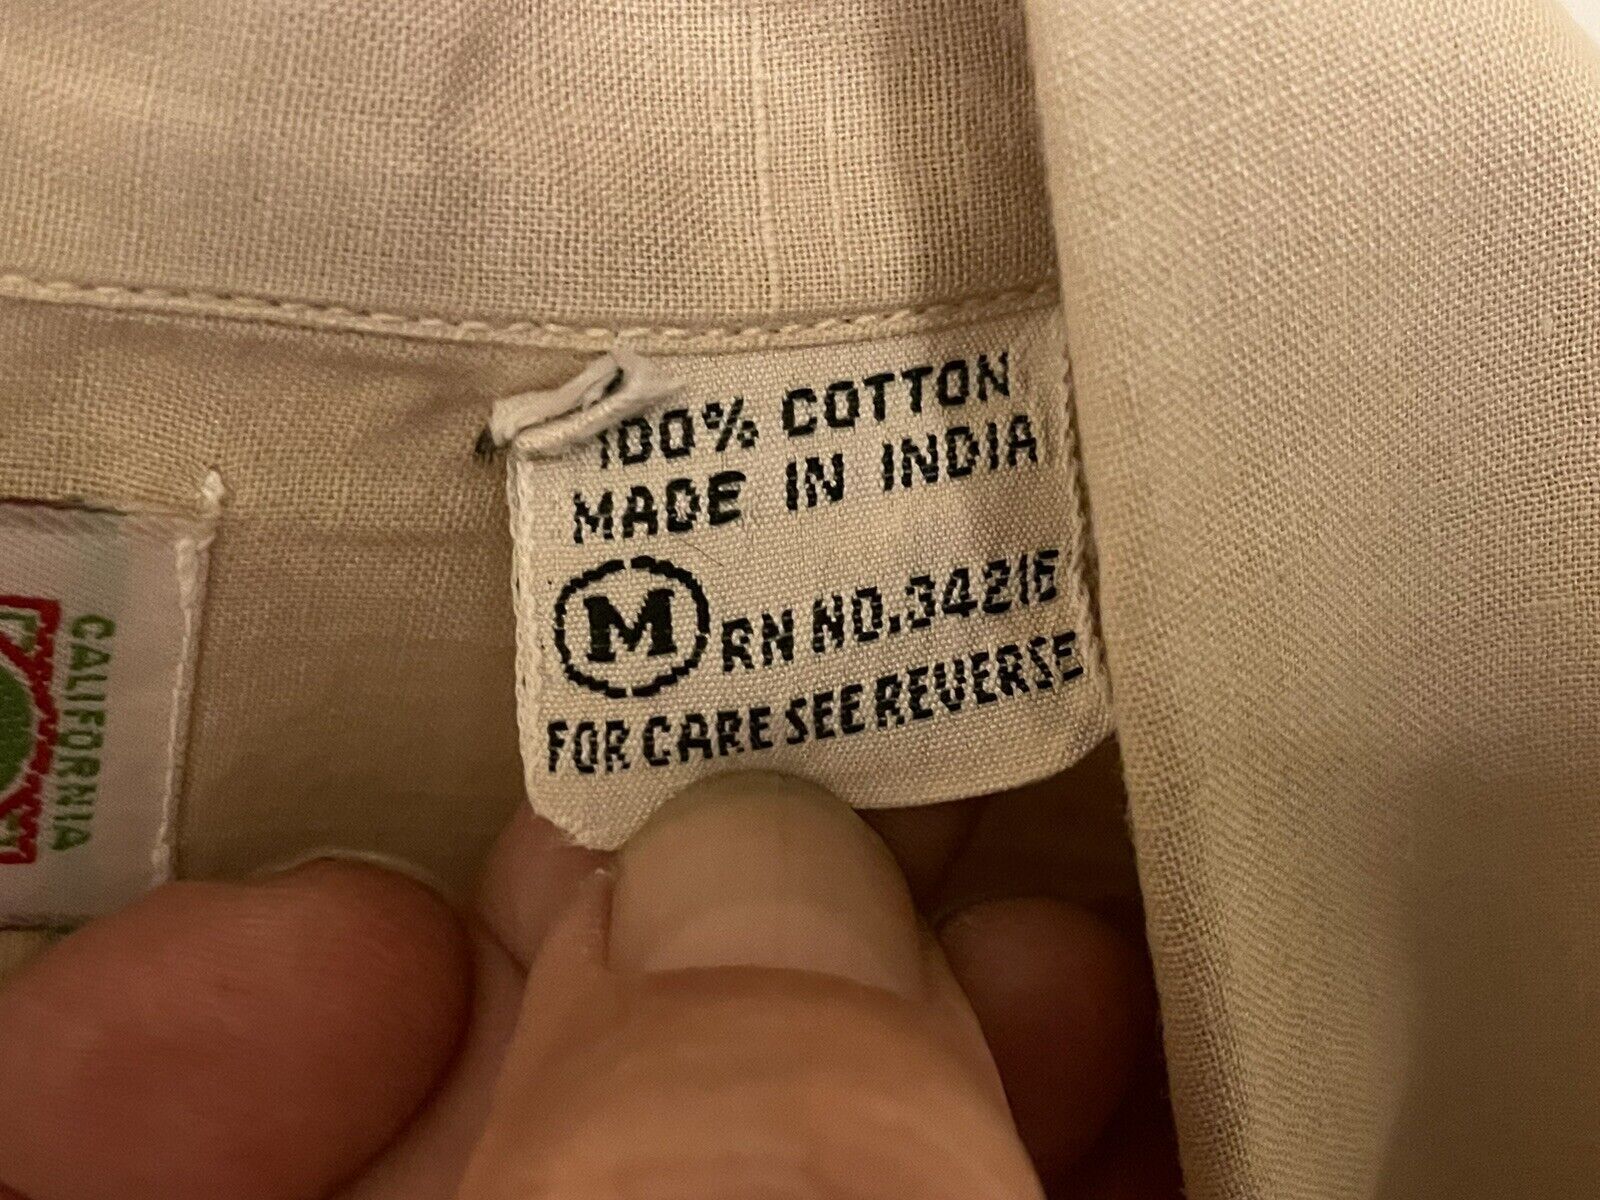 100% COTTON
MADE IN INDIA
M RN NO.34216
FOR CARE SEE REVERSE
CALIFORNIA